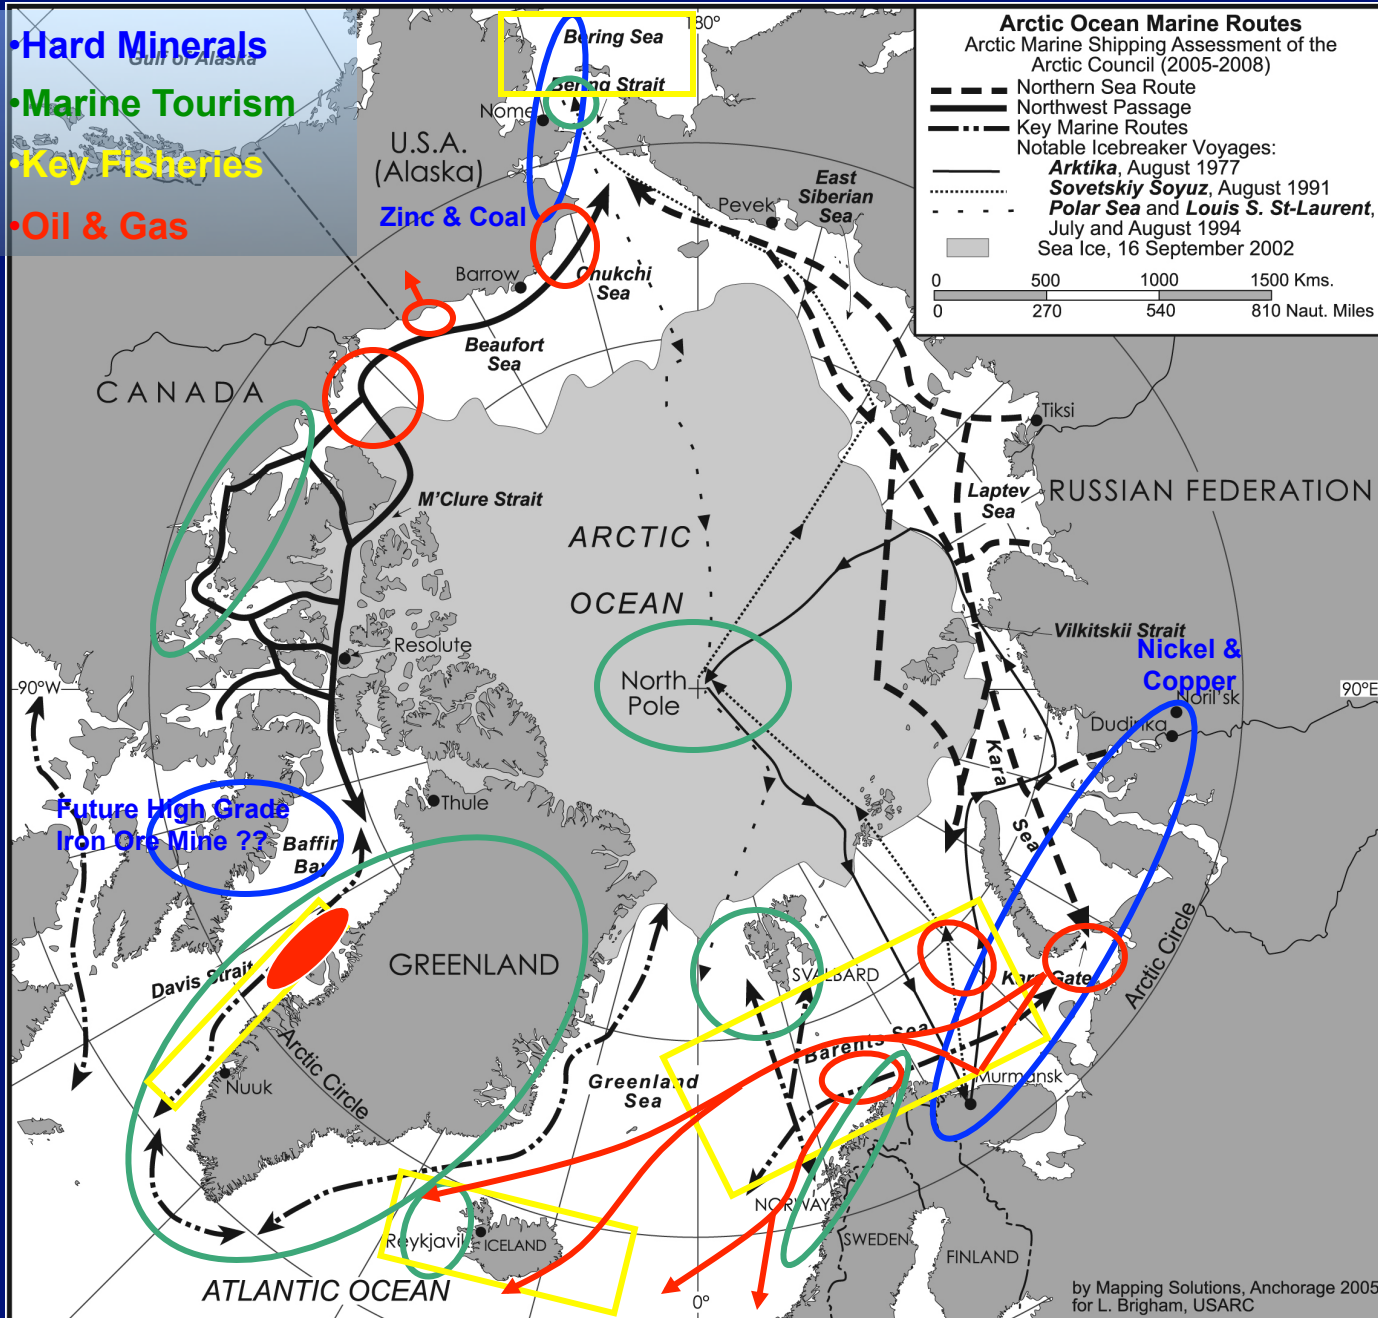 •Hard Minerals
Gulf of Alaska
•Marine Tourism
•Key Fisheries
•Oil & Gas
180°
Bering Sea
Bering Strait
Nome
U.S.A.
(Alaska)
Zinc & Coal
Barrow
Chukchi
Sea
Beaufort
Sea
Pevek
East
Siberian
Sea
Arctic Ocean Marine Routes
Arctic Marine Shipping Assessment of the
Arctic Council (2005-2008)
Northern Sea Route
Northwest Passage
Key Marine Routes
Notable Icebreaker Voyages:
Arktika, August 1977
Sovetskiy Soyuz, August 1991
Polar Sea and Louis S. St-Laurent,
July and August 1994
Sea Ice, 16 September 2002
0 500 1000 1500 Kms.
0 270 540 810 Naut. Miles
CANADA
Tiksi
M'Clure Strait
Laptev
Sea
RUSSIAN FEDERATION
ARCTIC
OCEAN
Resolute
Vilkitskii Strait
Nickel &
Copper
North
Pole
90°W
90°E
Noril'sk
Dudinka
Kara
Sea
Thule
Future High Grade
Iron Ore Mine ??
Baffin
Bay
Davis Strait
GREENLAND
SVALBARD
Kara Gate
Arctic Circle
Barents Sea
Arctic Circle
Nuuk
Greenland
Sea
Murmansk
NORWAY
Reykjavik
ICELAND
SWEDEN
FINLAND
ATLANTIC OCEAN
0°
by Mapping Solutions, Anchorage 2005
for L. Brigham, USARC